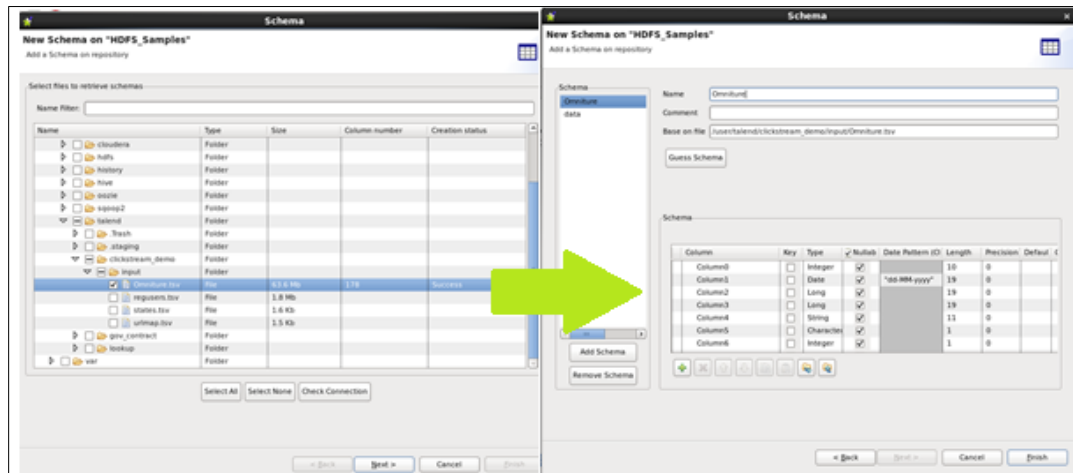 Schema
New Schema on "HDFS_Samples"
Add a Schema on repository
Select files to retrieve schemas
Name Filter:
Name Type Size Column number Creation status
cloudera Folder
hdfs Folder
history Folder
hive Folder
oozie Folder
sqoop2 Folder
talend Folder
.Trash Folder
.staging Folder
clickstream_demo Folder
input Folder
Omniture.tsv File 63.6 Mb 178 Success
regusers.tsv File 1.8 Mb
states.tsv File 1.6 Kb
urlmap.tsv File 1.5 Kb
gov_contract Folder
lookup Folder
var Folder
Select All Select None Check Connection
< Back Next > Cancel Finish
Schema
New Schema on "HDFS_Samples"
Add a Schema on repository
Schema
Omniture
data
Add Schema
Remove Schema
Name Omniture
Comment
Base on file /user/talend/clickstream_demo/input/Omniture.tsv
Guess Schema
Schema
Column Key Type Nullab Date Pattern (C Length Precision Defaul
Column0 Integer 10 0
Column1 Date "dd-MM-yyyy" 19 0
Column2 Long 19 0
Column3 Long 19 0
Column4 String 11 0
Column5 Character 1 0
Column6 Integer 1 0
< Back Next > Cancel Finish